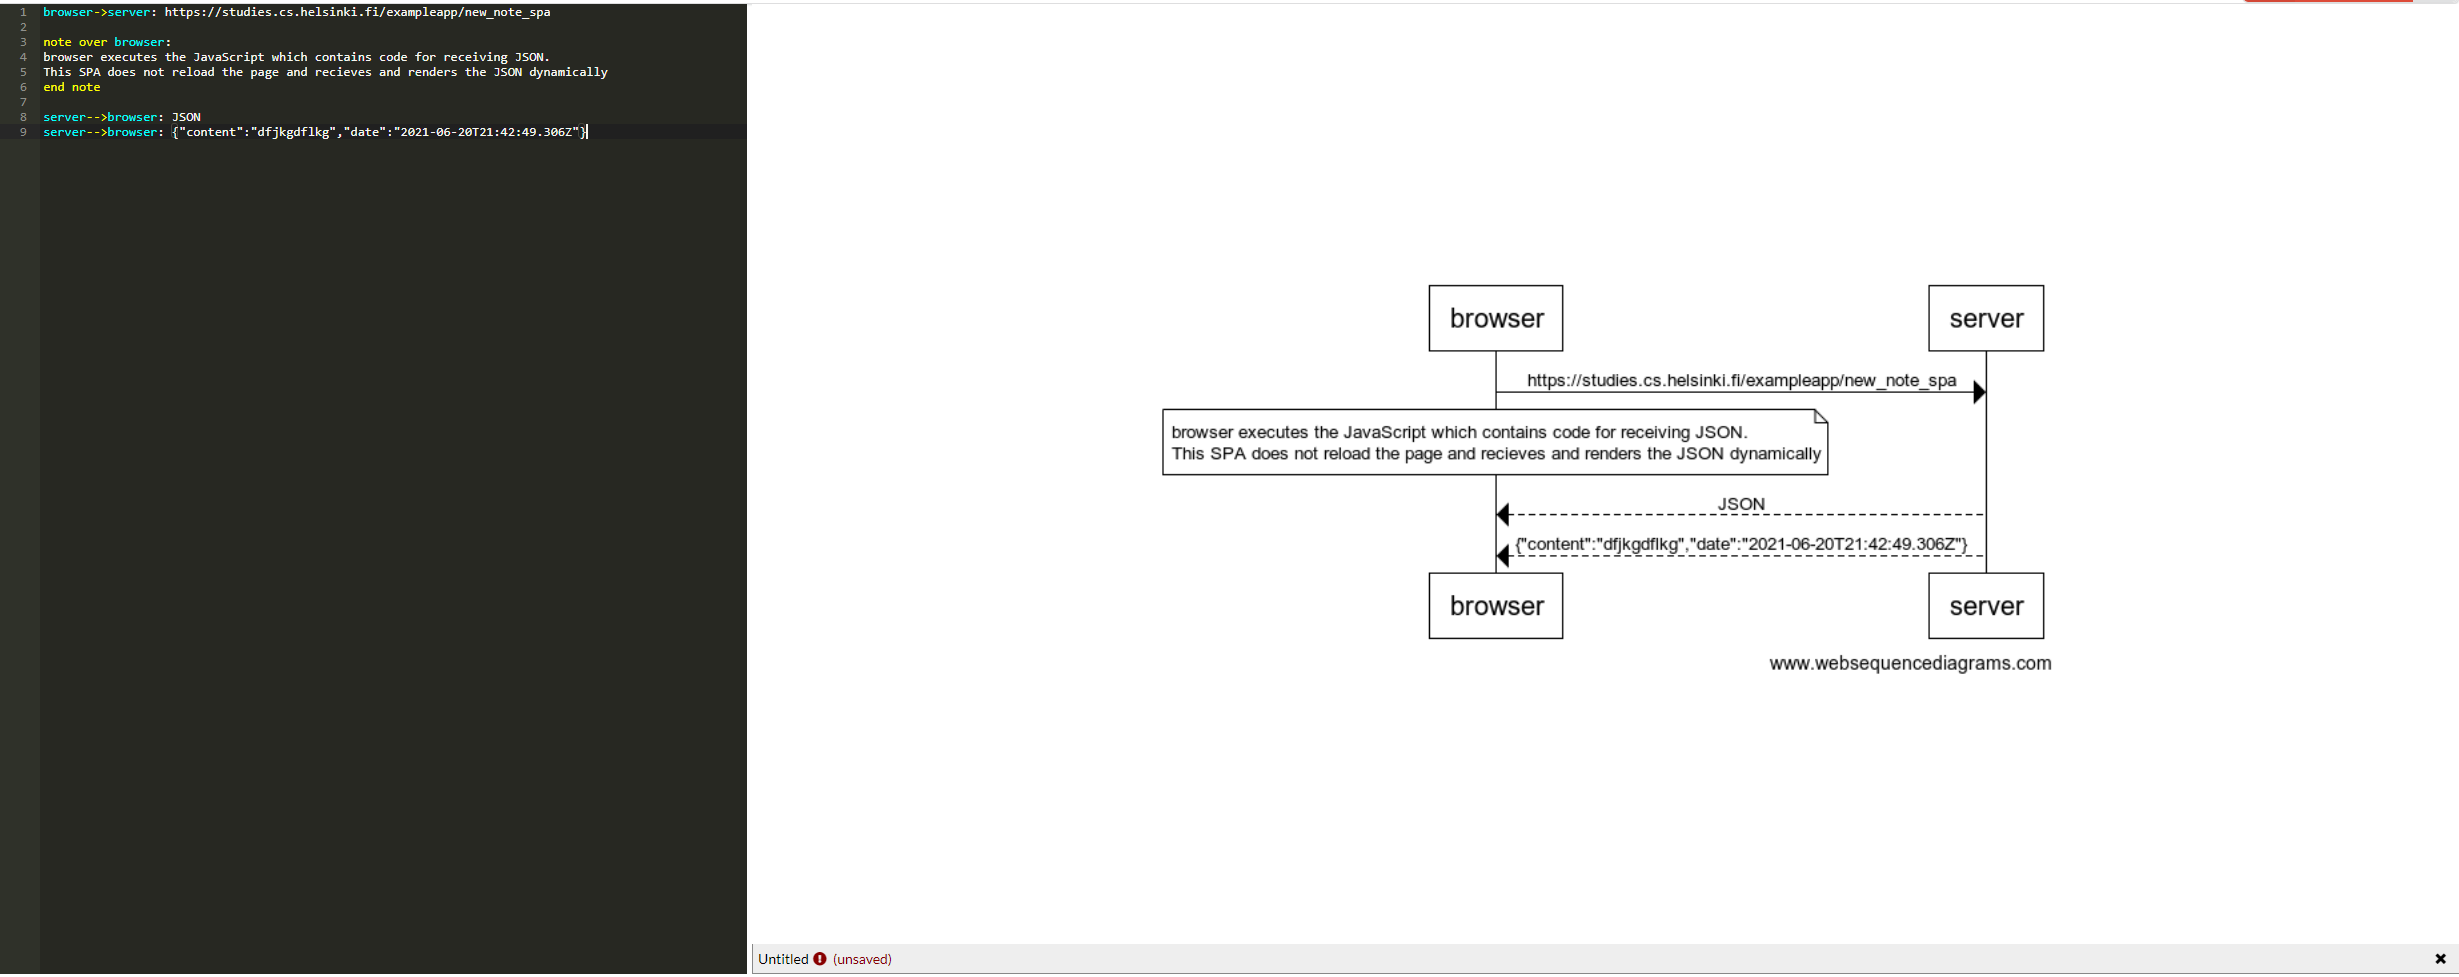 1 browser->server: https://studies.cs.helsinki.fi/exampleapp/new_note_spa
2
3 note over browser:
4 browser executes the JavaScript which contains code for receiving JSON.
5 This SPA does not reload the page and recieves and renders the JSON dynamically
6 end note
7
8 server-->browser: JSON
9 server-->browser: {"content":"dfjkgdflkg","date":"2021-06-20T21:42:49.306Z"}
browser server
https://studies.cs.helsinki.fi/exampleapp/new_note_spa
browser executes the JavaScript which contains code for receiving JSON.
This SPA does not reload the page and recieves and renders the JSON dynamically
JSON
{"content":"dfjkgdflkg","date":"2021-06-20T21:42:49.306Z"}
browser server
www.websequencediagrams.com
Untitled (unsaved)